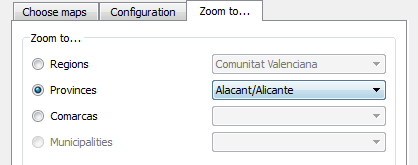 Choose maps Configuration Zoom to...
Zoom to...
Regions Comunitat Valenciana
Provinces Alacant/Alicante
Comarcas
Municipalities